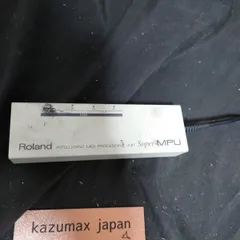 Roland INTELLIGENT MIDI PROCESSING UNIT Super MPU
kazumax japan